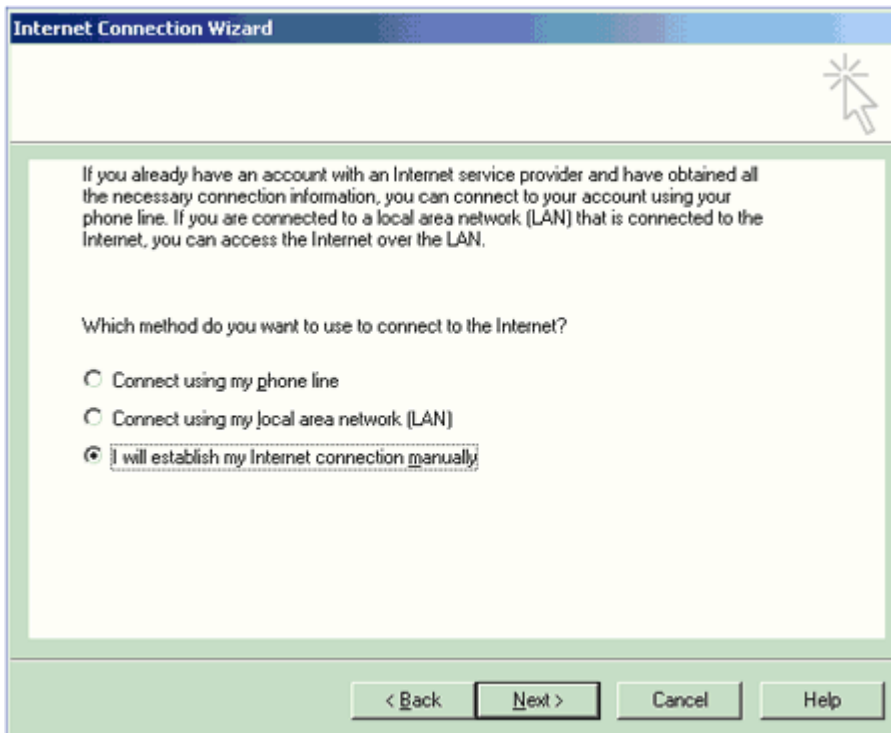 Internet Connection Wizard
If you already have an account with an Internet service provider and have obtained all
the necessary connection information, you can connect to your account using your
phone line. If you are connected to a local area network (LAN) that is connected to the
Internet, you can access the Internet over the LAN.
Which method do you want to use to connect to the Internet?
Connect using my phone line
Connect using my local area network (LAN)
I will establish my Internet connection manually
< Back Next > Cancel Help